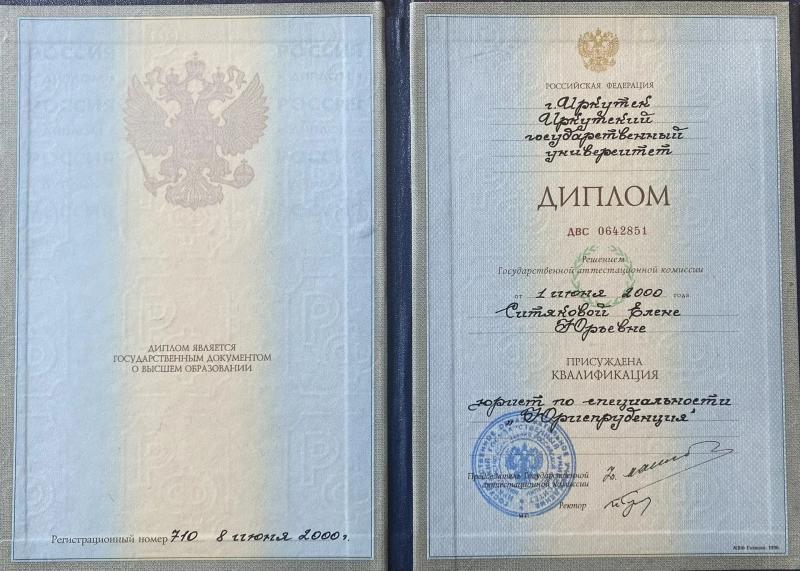 ДИПЛОМ ЯВЛЯЕТСЯ
ГОСУДАРСТВЕННЫМ ДОКУМЕНТОМ
О ВЫСШЕМ ОБРАЗОВАНИИ
Регистрационный номер 710 8 июня 2000 г.
РОССИЙСКАЯ ФЕДЕРАЦИЯ
г. Иркутск
Иркутский
государственный
университет
ДИПЛОМ
ДВС 0642851
Решением
Государственной аттестационной комиссии
от 1 июня 2000 года
Ситяковой Елене
Юрьевне
ПРИСУЖДЕНА
КВАЛИФИКАЦИЯ
юрист по специальности
„Юриспруденция"
Председатель Государственной
аттестационной комиссии
Ректор